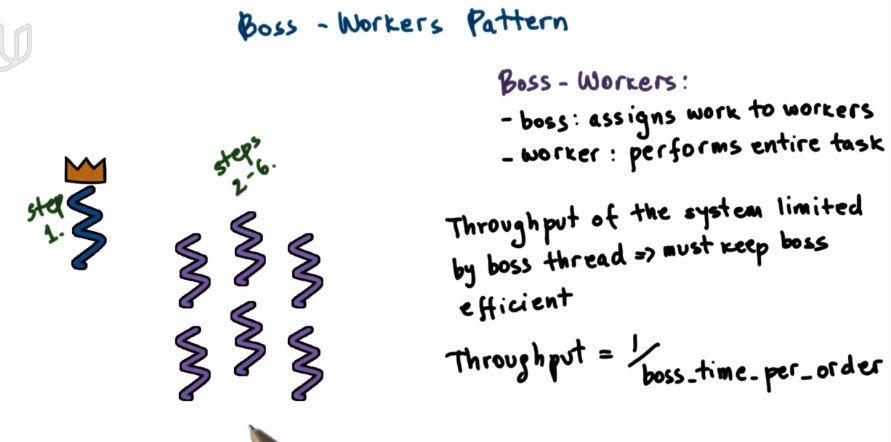 Boss - Workers Pattern
Boss - Workers:
- boss: assigns work to workers
- worker: performs entire task
steps
2-6.
step
1.
Throughput of the system limited
by boss thread => must keep boss
efficient
Throughput = 1/boss_time_per_order